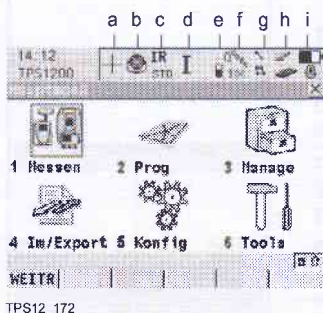 a b c d e f g h i
14:12
TPS1200
IR
STD
I
1 Messen 2 Prog 3 Manage
4 Im/Export 5 Konfig 6 Tools
WEITR
TPS12_172